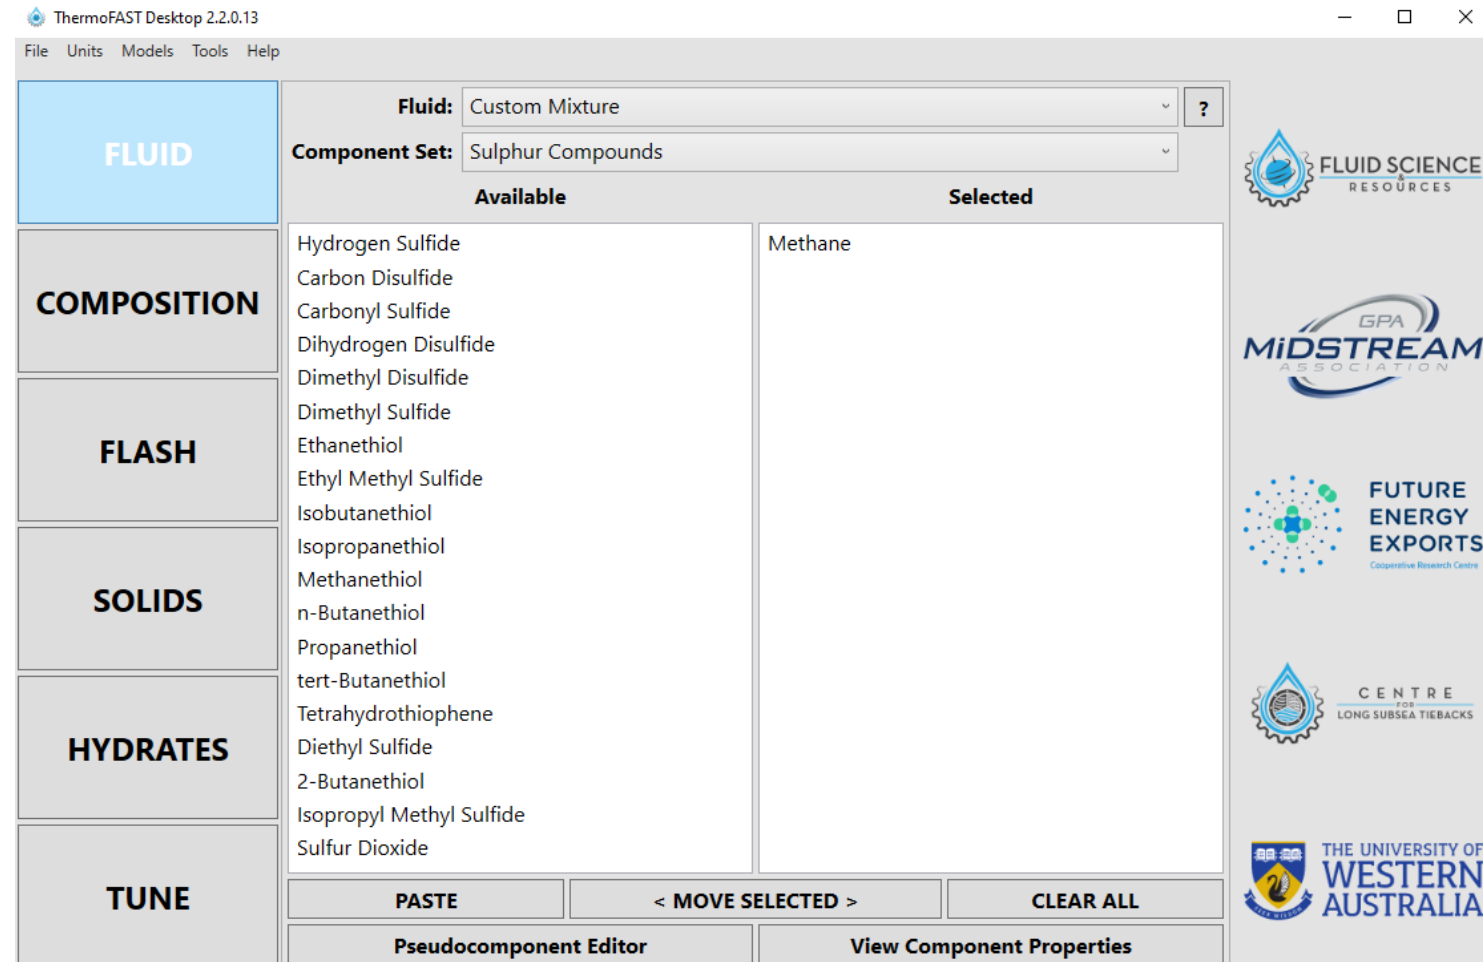 ThermoFAST Desktop 2.2.0.13
File Units Models Tools Help
FLUID
COMPOSITION
FLASH
SOLIDS
HYDRATES
TUNE
Fluid: Custom Mixture ?
Component Set: Sulphur Compounds
Available Selected
Hydrogen Sulfide
Carbon Disulfide
Carbonyl Sulfide
Dihydrogen Disulfide
Dimethyl Disulfide
Dimethyl Sulfide
Ethanethiol
Ethyl Methyl Sulfide
Isobutanethiol
Isopropanethiol
Methanethiol
n-Butanethiol
Propanethiol
tert-Butanethiol
Tetrahydrothiophene
Diethyl Sulfide
2-Butanethiol
Isopropyl Methyl Sulfide
Sulfur Dioxide
Methane
PASTE < MOVE SELECTED > CLEAR ALL
Pseudocomponent Editor View Component Properties
FLUID SCIENCE
&
RESOURCES
GPA
MiDSTREAM
ASSOCIATION
FUTURE
ENERGY
EXPORTS
Cooperative Research Centre
CENTRE
FOR
LONG SUBSEA TIEBACKS
THE UNIVERSITY OF
WESTERN
AUSTRALIA
SEEK WISDOM